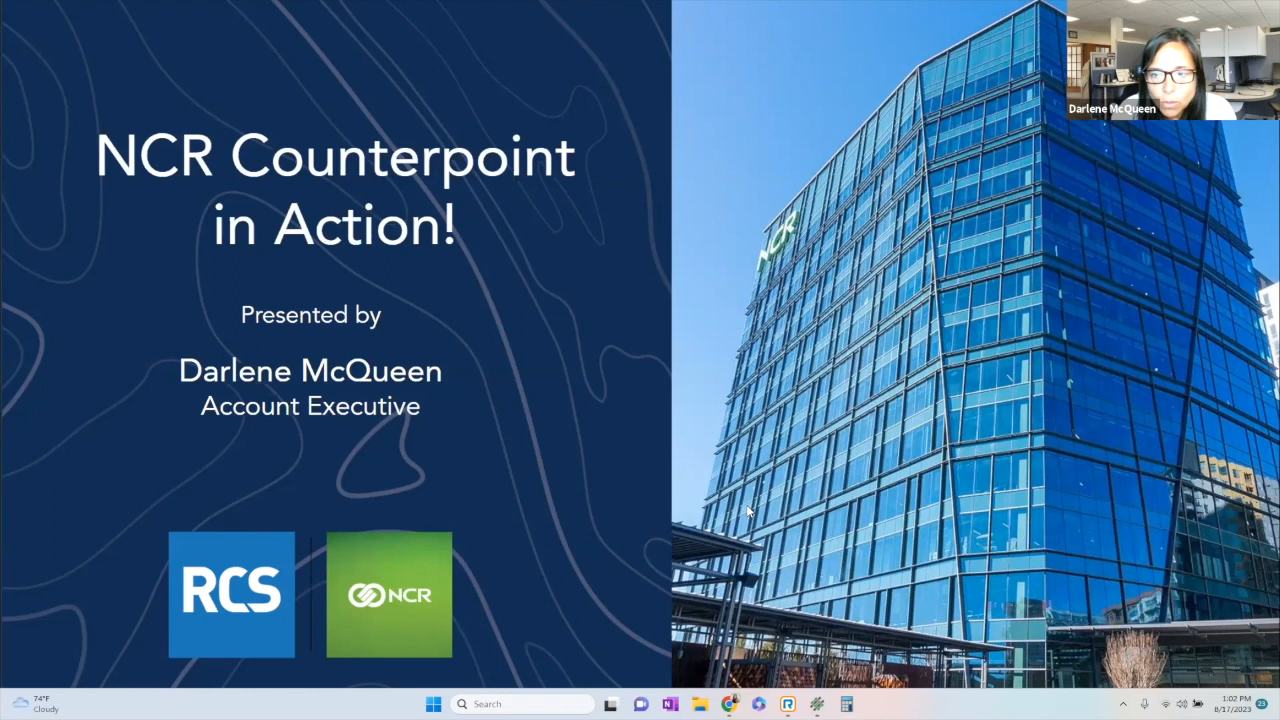 NCR Counterpoint
in Action!
Presented by
Darlene McQueen
Account Executive
RCS
NCR
NCR
Darlene McQueen
74°F
Cloudy
Search
1:02 PM
8/17/2023
23